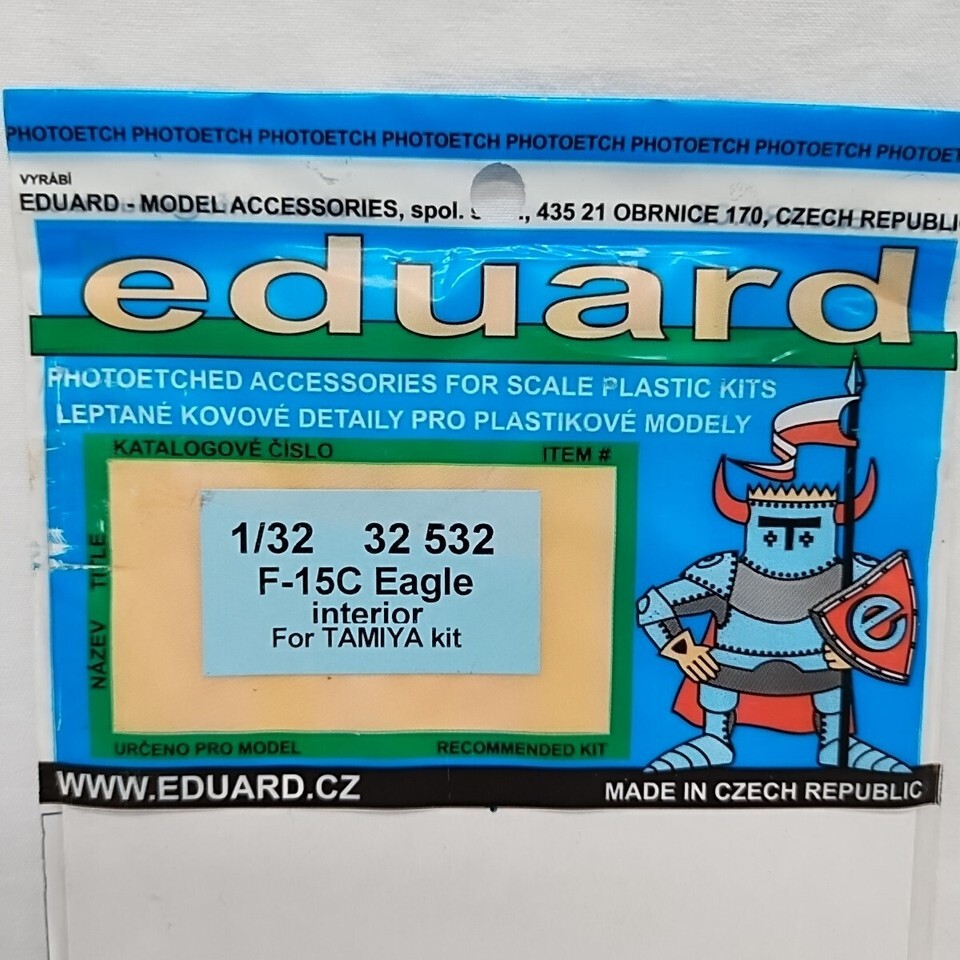 PHOTOETCH PHOTOETCH PHOTOETCH PHOTOETCH PHOTOETCH PHOTOETCH PHOTOETCH PHOTOET
VYRÁBÍ
EDUARD - MODEL ACCESSORIES, spol. , 435 21 OBRNICE 170, CZECH REPUBLI
eduard
PHOTOETCHED ACCESSORIES FOR SCALE PLASTIC KITS
LEPTANÉ KOVOVÉ DETAILY PRO PLASTIKOVÉ MODELY
KATALOGOVÉ ČÍSLO ITEM #
NÁZEV TITLE
1/32 32 532
F-15C Eagle
interior
For TAMIYA kit
e
URČENO PRO MODEL RECOMMENDED KIT
WWW.EDUARD.CZ MADE IN CZECH REPUBLIC